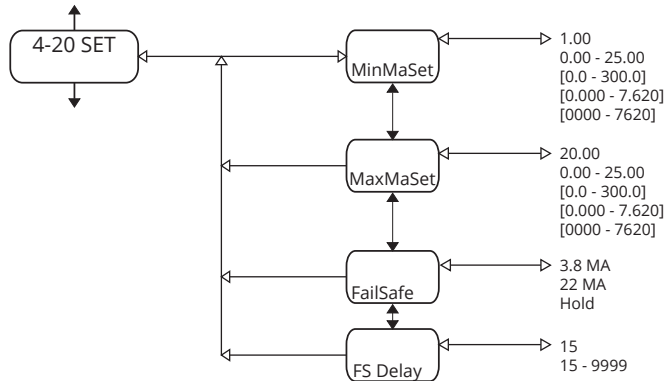 4-20 SET
MinMaSet
1.00
0.00 - 25.00
[0.0 - 300.0]
[0.000 - 7.620]
[0000 - 7620]
MaxMaSet
20.00
0.00 - 25.00
[0.0 - 300.0]
[0.000 - 7.620]
[0000 - 7620]
FailSafe
3.8 MA
22 MA
Hold
FS Delay
15
15 - 9999